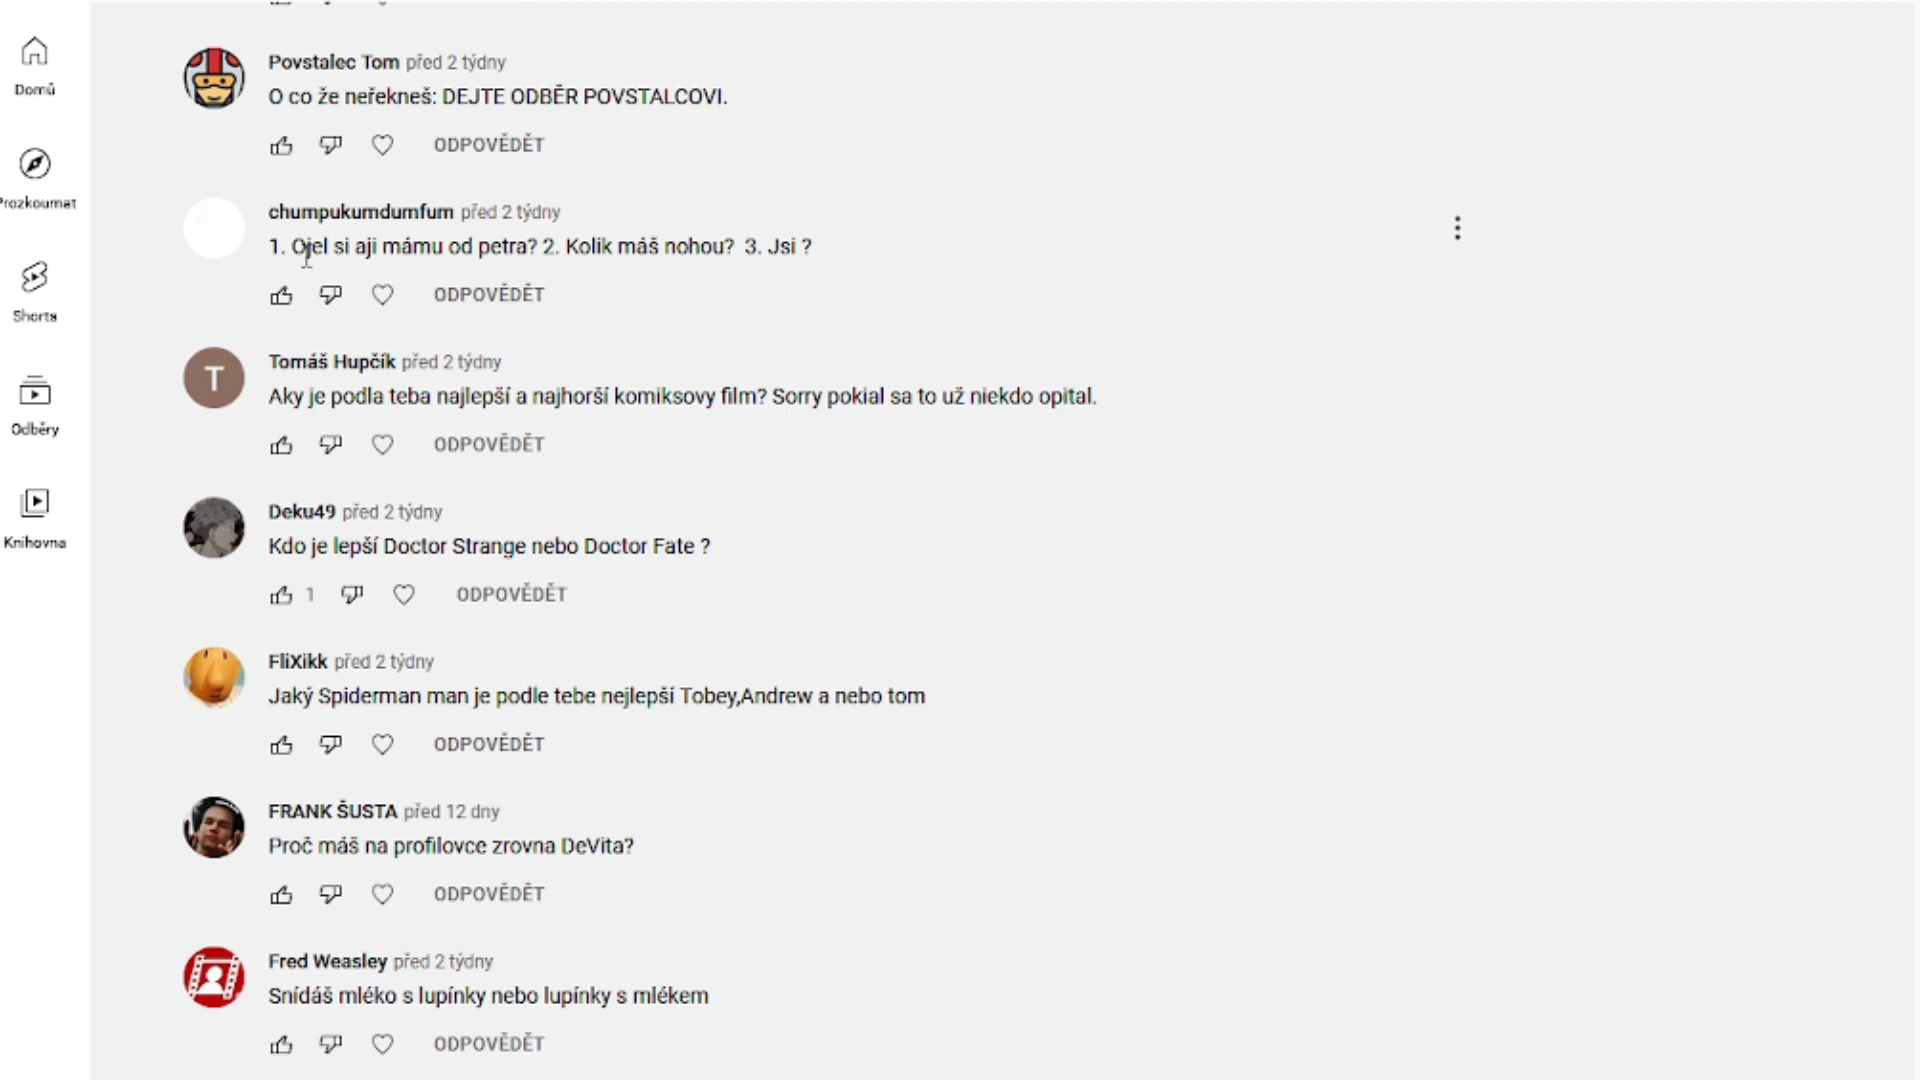 Domů
Prozkoumat
Shorts
Odběry
Knihovna
Povstalec Tom před 2 týdny
O co že neřekneš: DEJTE ODBĚR POVSTALCOVI.
ODPOVĚDĚT
chumpukumdumfum před 2 týdny
1. Ojel si aji mámu od petra? 2. Kolik máš nohou? 3. Jsi ?
ODPOVĚDĚT
T
Tomáš Hupčík před 2 týdny
Aky je podla teba najlepší a najhorší komiksovy film? Sorry pokial sa to už niekdo opital.
ODPOVĚDĚT
Deku49 před 2 týdny
Kdo je lepší Doctor Strange nebo Doctor Fate ?
1 ODPOVĚDĚT
FliXikk před 2 týdny
Jaký Spiderman man je podle tebe nejlepší Tobey,Andrew a nebo tom
ODPOVĚDĚT
FRANK ŠUSTA před 12 dny
Proč máš na profilovce zrovna DeVita?
ODPOVĚDĚT
Fred Weasley před 2 týdny
Snídáš mléko s lupínky nebo lupínky s mlékem
ODPOVĚDĚT